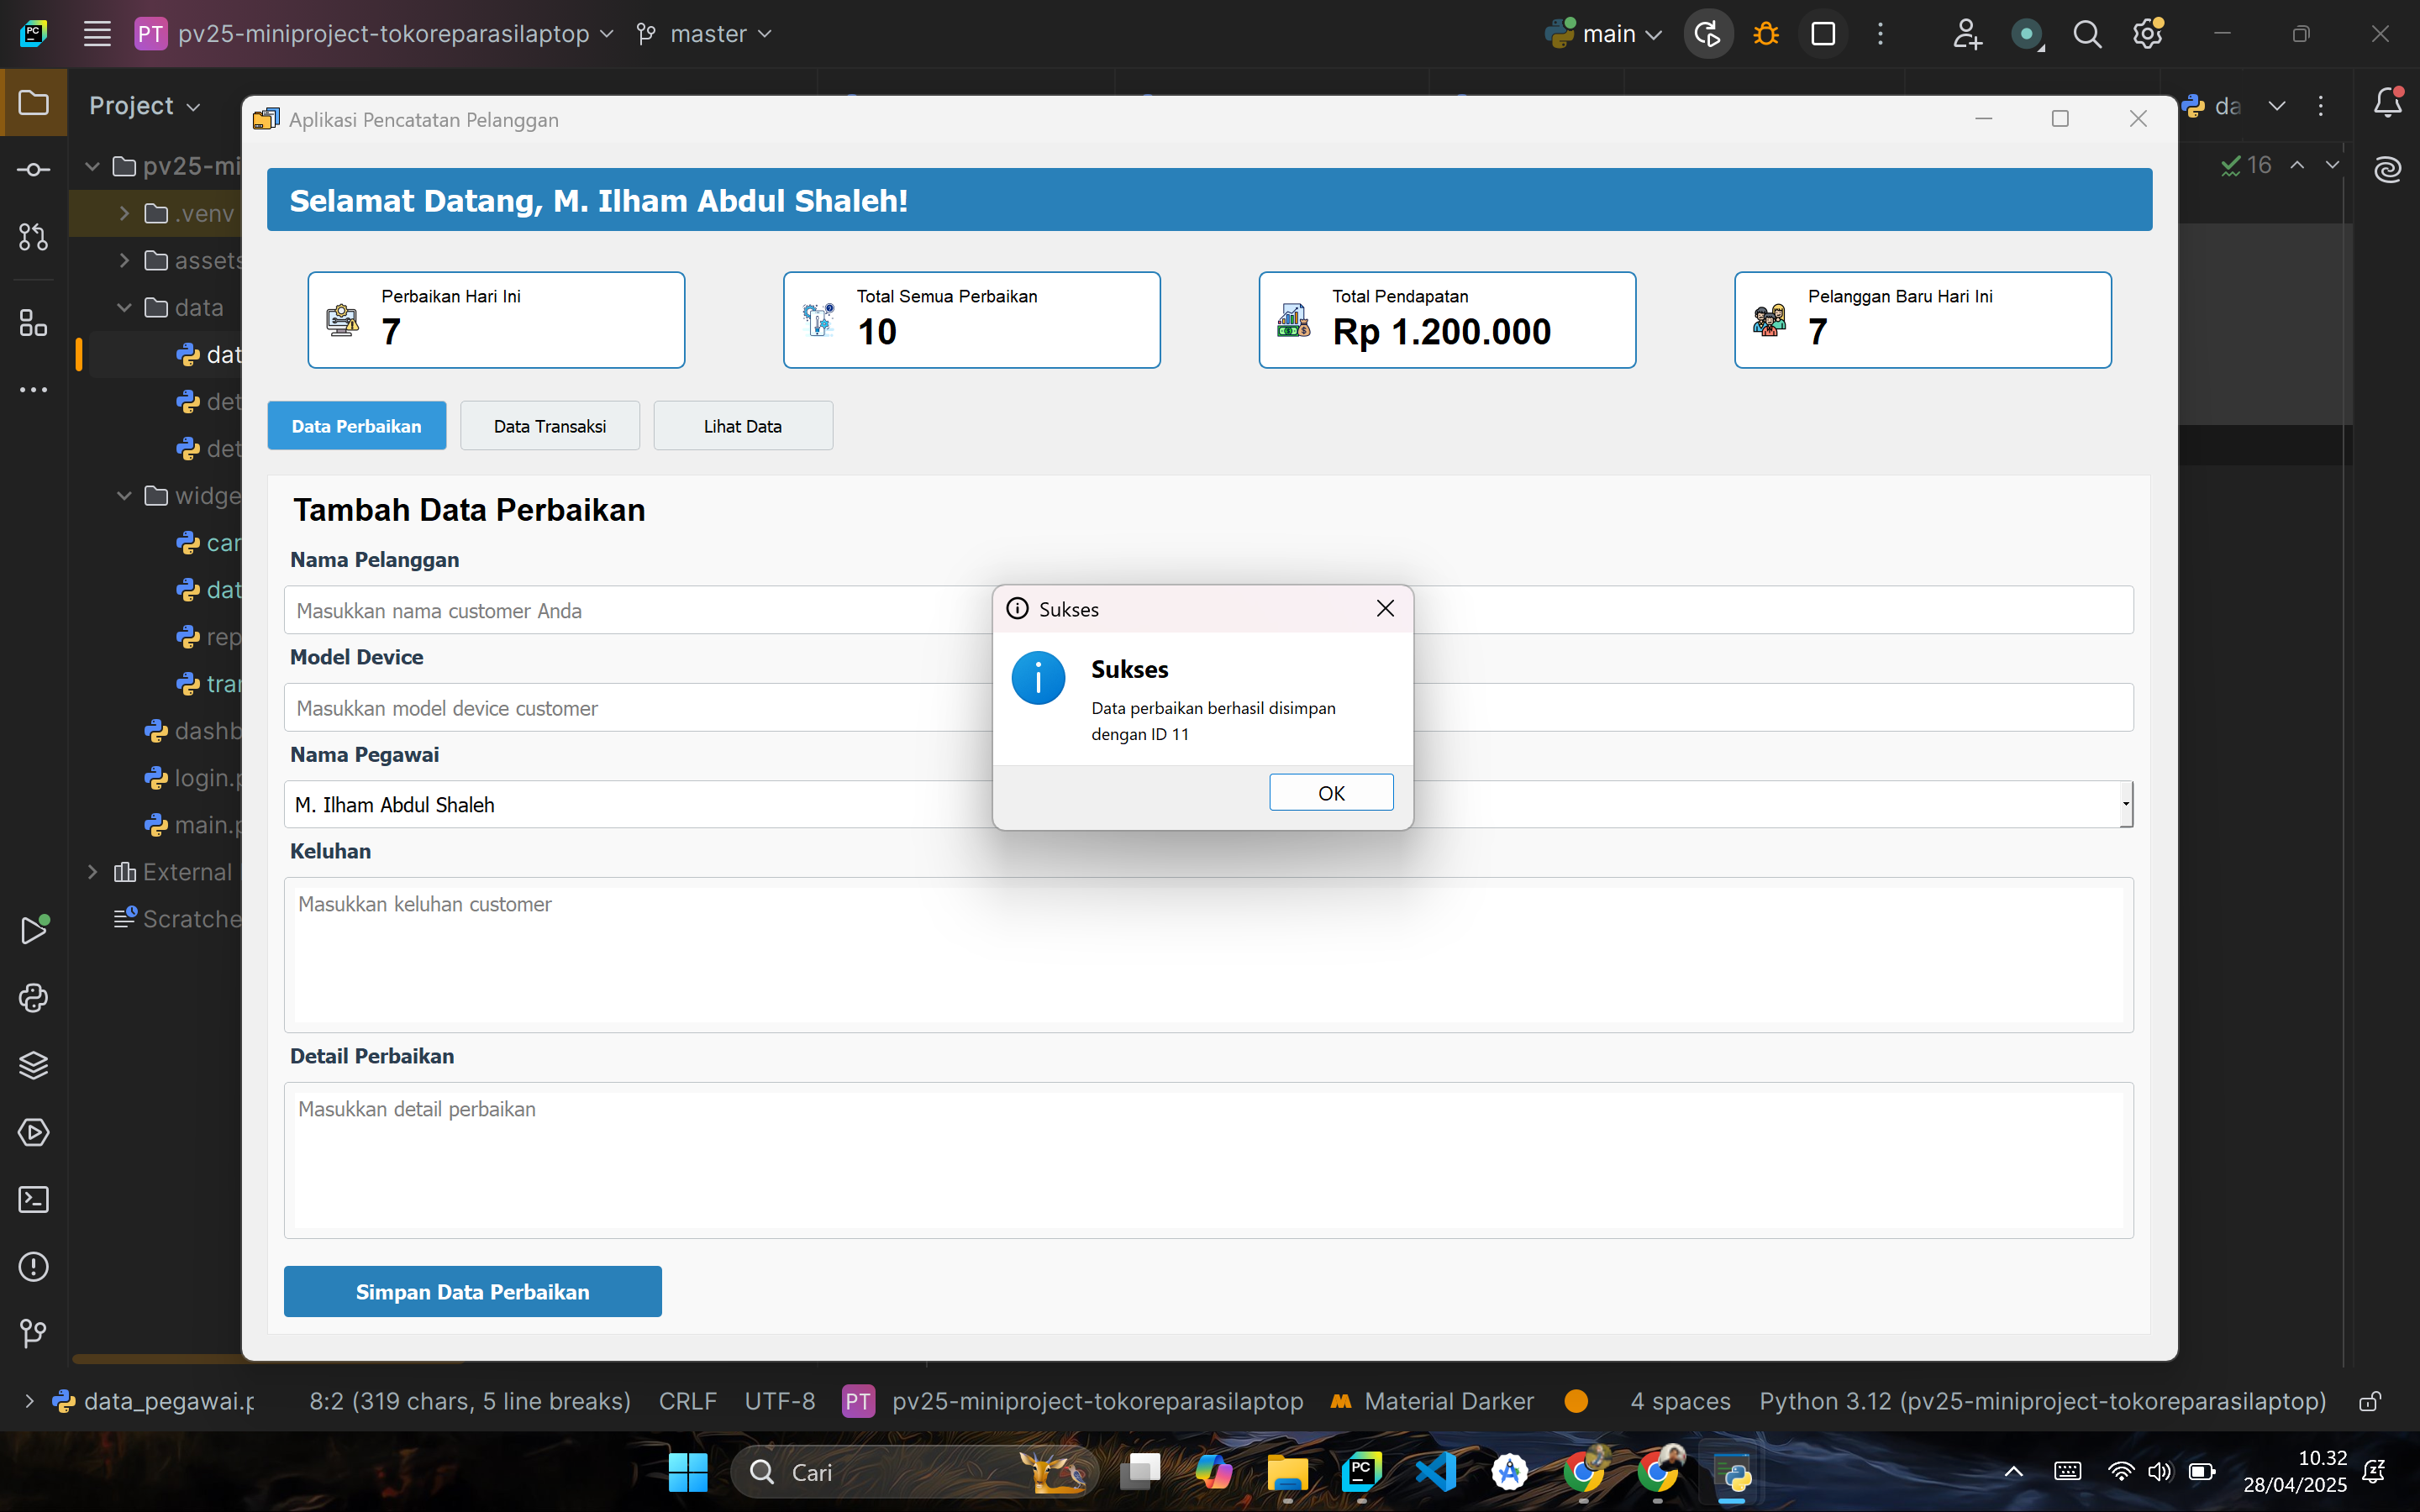 PC
PT pv25-miniproject-tokoreparasilaptop master
main
Project
pv25-mi
.venv
assets
data
dat
det
det
widge
car
dat
rep
tran
dashb
login.p
main.p
External
Scratche
da
16
Aplikasi Pencatatan Pelanggan
Selamat Datang, M. Ilham Abdul Shaleh!
Perbaikan Hari Ini
7
Total Semua Perbaikan
10
Total Pendapatan
Rp 1.200.000
Pelanggan Baru Hari Ini
7
Data Perbaikan
Data Transaksi
Lihat Data
Tambah Data Perbaikan
Nama Pelanggan
Masukkan nama customer Anda
Model Device
Masukkan model device customer
Nama Pegawai
M. Ilham Abdul Shaleh
Keluhan
Masukkan keluhan customer
Detail Perbaikan
Masukkan detail perbaikan
Simpan Data Perbaikan
Sukses
Sukses
Data perbaikan berhasil disimpan
dengan ID 11
OK
data_pegawai.p 8:2 (319 chars, 5 line breaks) CRLF UTF-8 PT pv25-miniproject-tokoreparasilaptop Material Darker 4 spaces Python 3.12 (pv25-miniproject-tokoreparasilaptop)
Cari
PC
10.32
28/04/2025